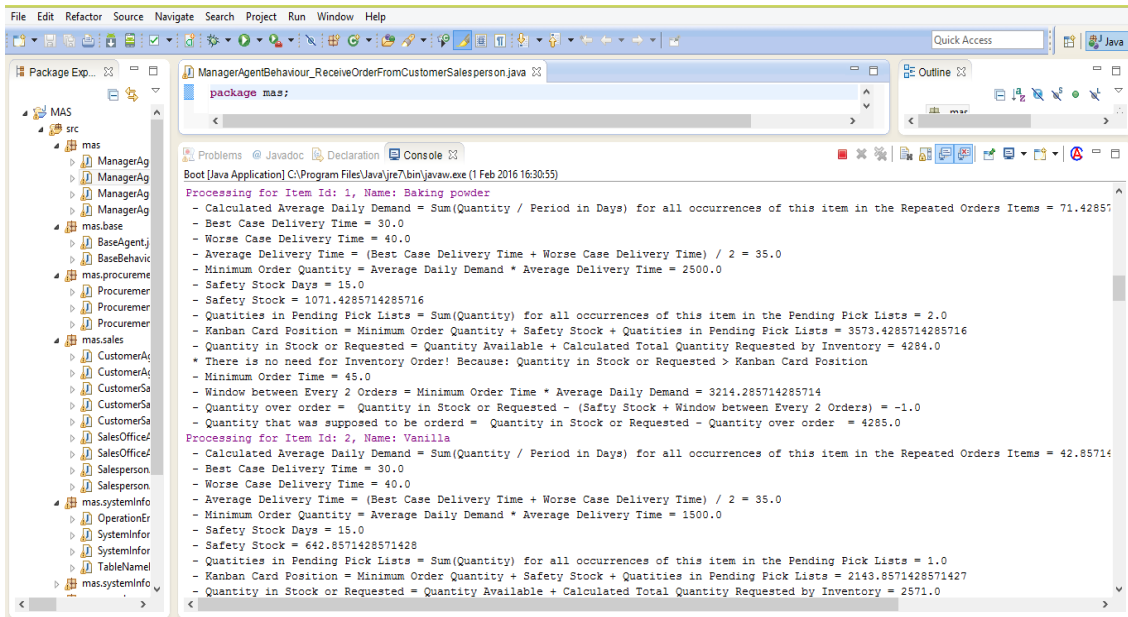 File Edit Refactor Source Navigate Search Project Run Window Help
Quick Access
Java
Package Exp...
ManagerAgentBehaviour_ReceiveOrderFromCustomerSalesperson.java
Outline
package mas;
mas
MAS
src
mas
ManagerAg
ManagerAg
ManagerAg
ManagerAg
mas.base
BaseAgent.j
BaseBehavic
mas.procureme
Procuremer
Procuremer
Procuremer
mas.sales
CustomerAg
CustomerAg
CustomerSa
CustomerSa
CustomerSa
SalesOfficeA
SalesOfficeA
Salesperson.
Salesperson.
mas.systemInfo
OperationEr
SystemInfor
SystemInfor
TableNamel
mas.systemInfo
Problems @ Javadoc Declaration Console
Boot [Java Application] C:\Program Files\Java\jre7\bin\javaw.exe (1 Feb 2016 16:30:55)
Processing for Item Id: 1, Name: Baking powder
- Calculated Average Daily Demand = Sum(Quantity / Period in Days) for all occurrences of this item in the Repeated Orders Items = 71.42857
- Best Case Delivery Time = 30.0
- Worse Case Delivery Time = 40.0
- Average Delivery Time = (Best Case Delivery Time + Worse Case Delivery Time) / 2 = 35.0
- Minimum Order Quantity = Average Daily Demand * Average Delivery Time = 2500.0
- Safety Stock Days = 15.0
- Safety Stock = 1071.4285714285716
- Quatities in Pending Pick Lists = Sum(Quantity) for all occurrences of this item in the Pending Pick Lists = 2.0
- Kanban Card Position = Minimum Order Quantity + Safety Stock + Quatities in Pending Pick Lists = 3573.4285714285716
- Quantity in Stock or Requested = Quantity Available + Calculated Total Quantity Requested by Inventory = 4284.0
* There is no need for Inventory Order! Because: Quantity in Stock or Requested > Kanban Card Position
- Minimum Order Time = 45.0
- Window between Every 2 Orders = Minimum Order Time * Average Daily Demand = 3214.285714285714
- Quantity over order = Quantity in Stock or Requested - (Safty Stock + Window between Every 2 Orders) = -1.0
- Quantity that was supposed to be orderd = Quantity in Stock or Requested - Quantity over order = 4285.0
Processing for Item Id: 2, Name: Vanilla
- Calculated Average Daily Demand = Sum(Quantity / Period in Days) for all occurrences of this item in the Repeated Orders Items = 42.85714
- Best Case Delivery Time = 30.0
- Worse Case Delivery Time = 40.0
- Average Delivery Time = (Best Case Delivery Time + Worse Case Delivery Time) / 2 = 35.0
- Minimum Order Quantity = Average Daily Demand * Average Delivery Time = 1500.0
- Safety Stock Days = 15.0
- Safety Stock = 642.8571428571428
- Quatities in Pending Pick Lists = Sum(Quantity) for all occurrences of this item in the Pending Pick Lists = 1.0
- Kanban Card Position = Minimum Order Quantity + Safety Stock + Quatities in Pending Pick Lists = 2143.8571428571427
- Quantity in Stock or Requested = Quantity Available + Calculated Total Quantity Requested by Inventory = 2571.0